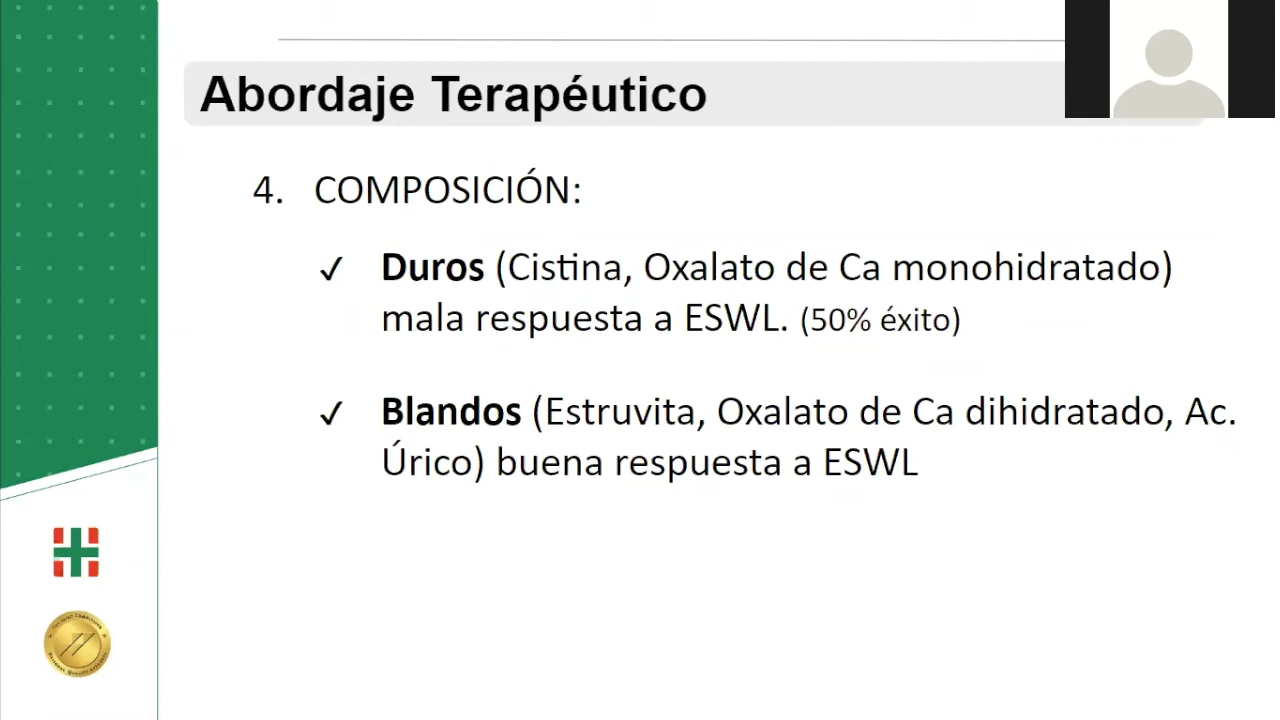 Abordaje Terapéutico
4. COMPOSICIÓN:
✓ Duros (Cistina, Oxalato de Ca monohidratado)
mala respuesta a ESWL. (50% éxito)
✓ Blandos (Estruvita, Oxalato de Ca dihidratado, Ac.
Úrico) buena respuesta a ESWL